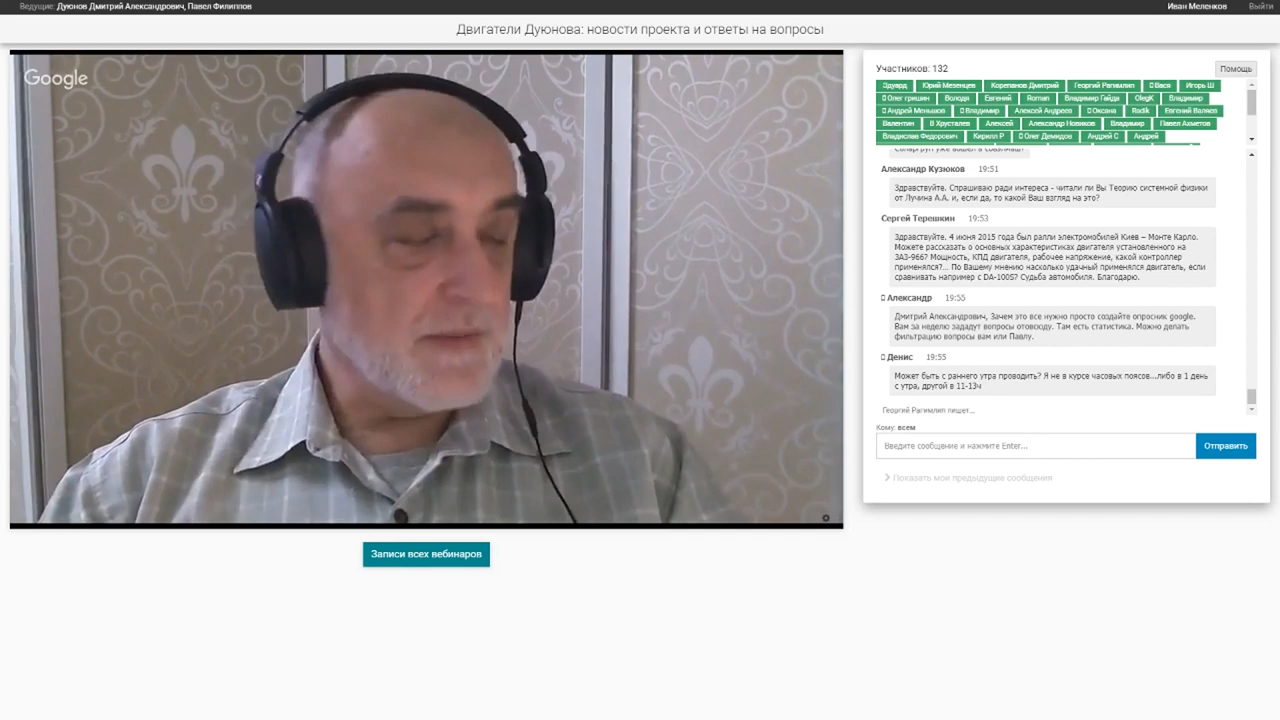 Ведущие: Дуюнов Дмитрий Александрович, Павел Филиппов
Иван Меленков Выйти
Двигатели Дуюнова: новости проекта и ответы на вопросы
Google
Участников: 132
Помощь
Эдуард Юрий Мезенцев Корепанов Дмитрий Георгий Рагимлип Вася Игорь Ш
Олег гришин Володя Евгений Roman Владимир Гайда OlegK Владимир
Андрей Меньшов Владимир Алексей Андреев Оксана Radik Евгений Валяев
Валентин В Хрусталев Алексей Александр Новиков Владимир Павел Ахметов
Владислав Федорович Кирилл Р Олег Демидов Андрей С Андрей
Александр Кузюков 19:51
Здравствуйте. Спрашиваю ради интереса - читали ли Вы Теорию системной физики
от Лучина А.А. и, если да, то какой Ваш взгляд на это?
Сергей Терешкин 19:53
Здравствуйте. 4 июня 2015 года был ралли электромобилей Киев – Монте Карло.
Можете рассказать о основных характеристиках двигателя установленного на
ЗАЗ-966? Мощность, КПД двигателя, рабочее напряжение, какой контроллер
применялся?... По Вашему мнению насколько удачный применялся двигатель, если
сравнивать например с DA-100S? Судьба автомобиля. Благодарю.
Александр 19:55
Дмитрий Александрович, Зачем это все нужно просто создайте опросник google.
Вам за неделю зададут вопросы отовсюду. Там есть статистика. Можно делать
фильтрацию вопросы вам или Павлу.
Денис 19:55
Может быть с раннего утра проводить? Я не в курсе часовых поясов...либо в 1 день
с утра, другой в 11-13ч
Георгий Рагимлип пишет...
Кому: всем
Введите сообщение и нажмите Enter...
Отправить
Показать мои предыдущие сообщения
Записи всех вебинаров